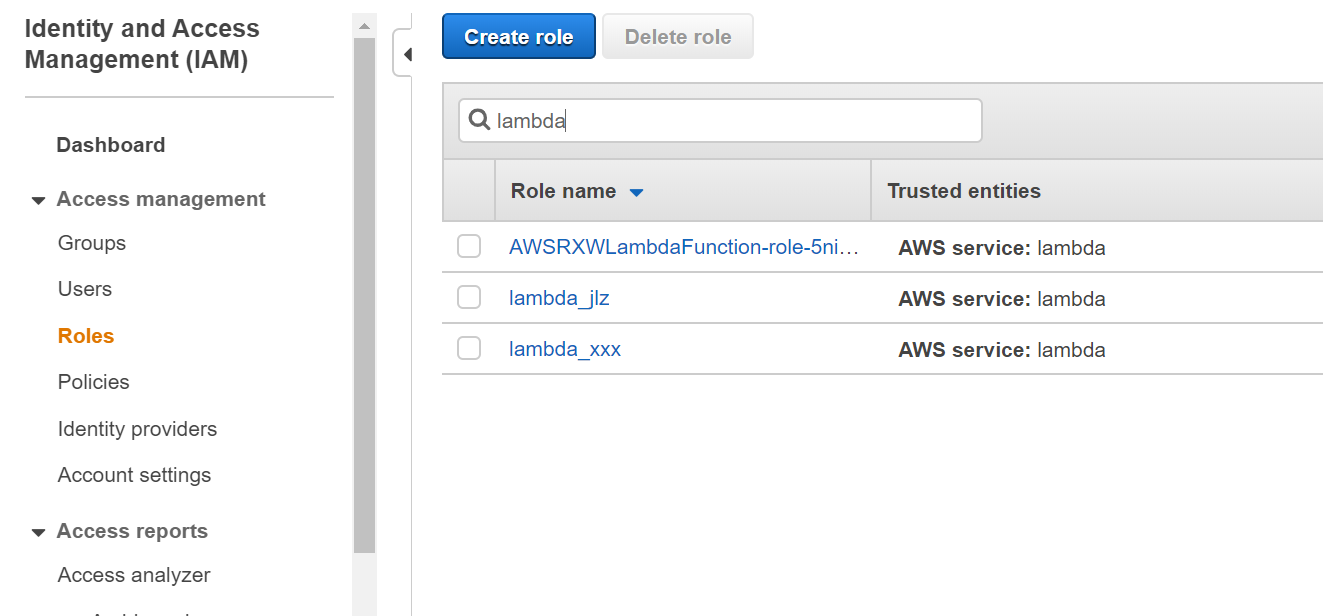 Identity and Access
Management (IAM)
Dashboard
Access management
Groups
Users
Roles
Policies
Identity providers
Account settings
Access reports
Access analyzer
Create role
Delete role
lambda
Role name
Trusted entities
AWSRXWLambdaFunction-role-5ni...
AWS service: lambda
lambda_jlz
AWS service: lambda
lambda_xxx
AWS service: lambda